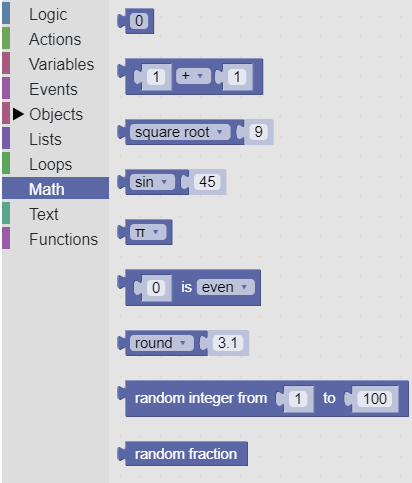 Logic
Actions
Variables
Events
Objects
Lists
Loops
Math
Text
Functions
0
1 + 1
square root 9
sin 45
π
0 is even
round 3.1
random integer from 1 to 100
random fraction